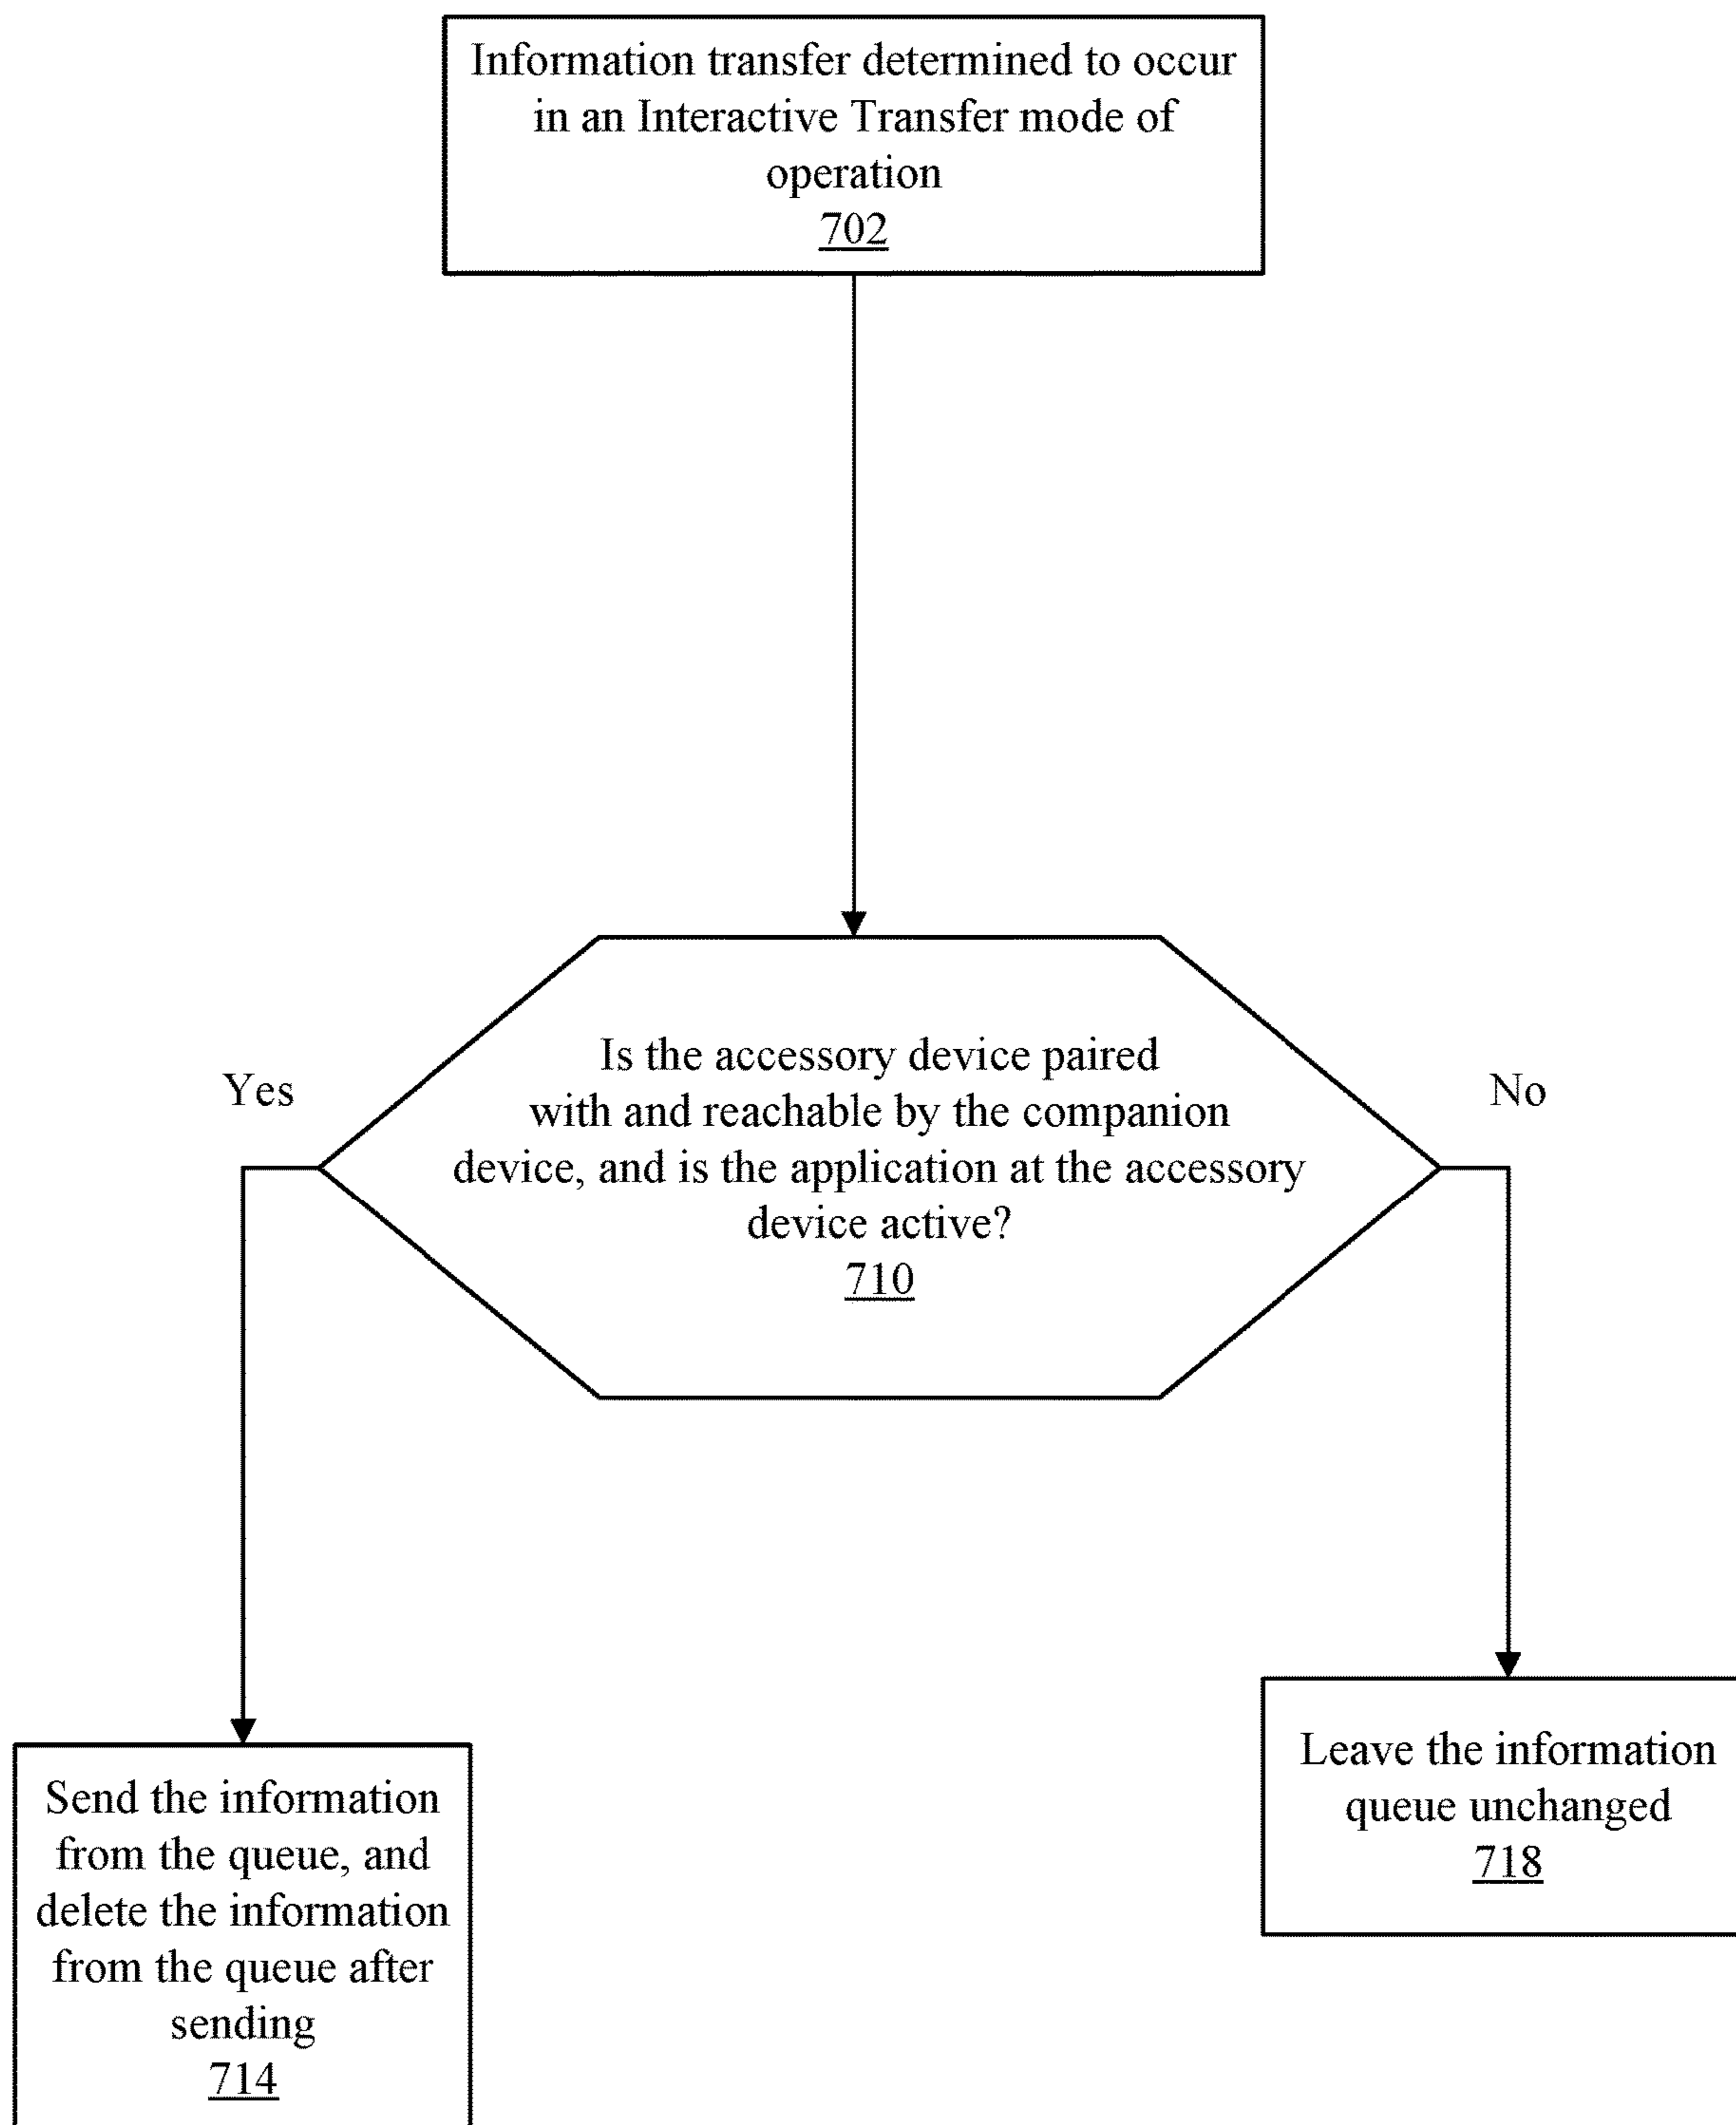 Information transfer determined to occur
in an Interactive Transfer mode of
operation
702
Is the accessory device paired
with and reachable by the companion
device, and is the application at the accessory
device active?
710
Yes
No
Send the information
from the queue, and
delete the information
from the queue after
sending
714
Leave the information
queue unchanged
718